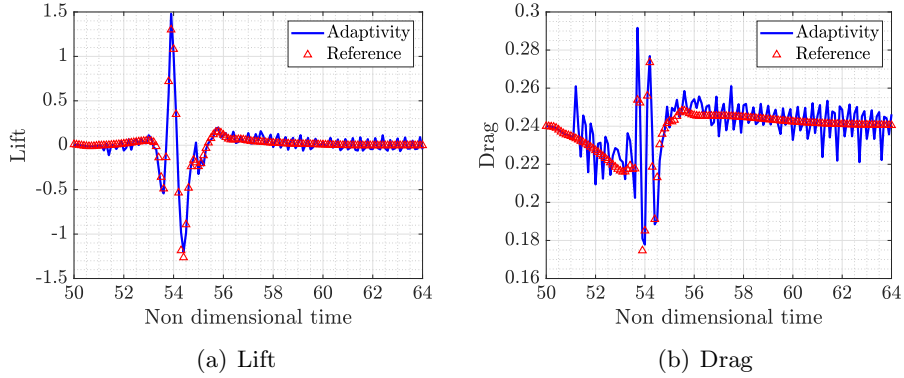 1.5
1
0.5
0
-0.5
-1
-1.5
50 52 54 56 58 60 62 64
Lift
Non dimensional time
Adaptivity
Reference
(a) Lift
0.3
0.28
0.26
0.24
0.22
0.2
0.18
0.16
50 52 54 56 58 60 62 64
Drag
Non dimensional time
Adaptivity
Reference
(b) Drag